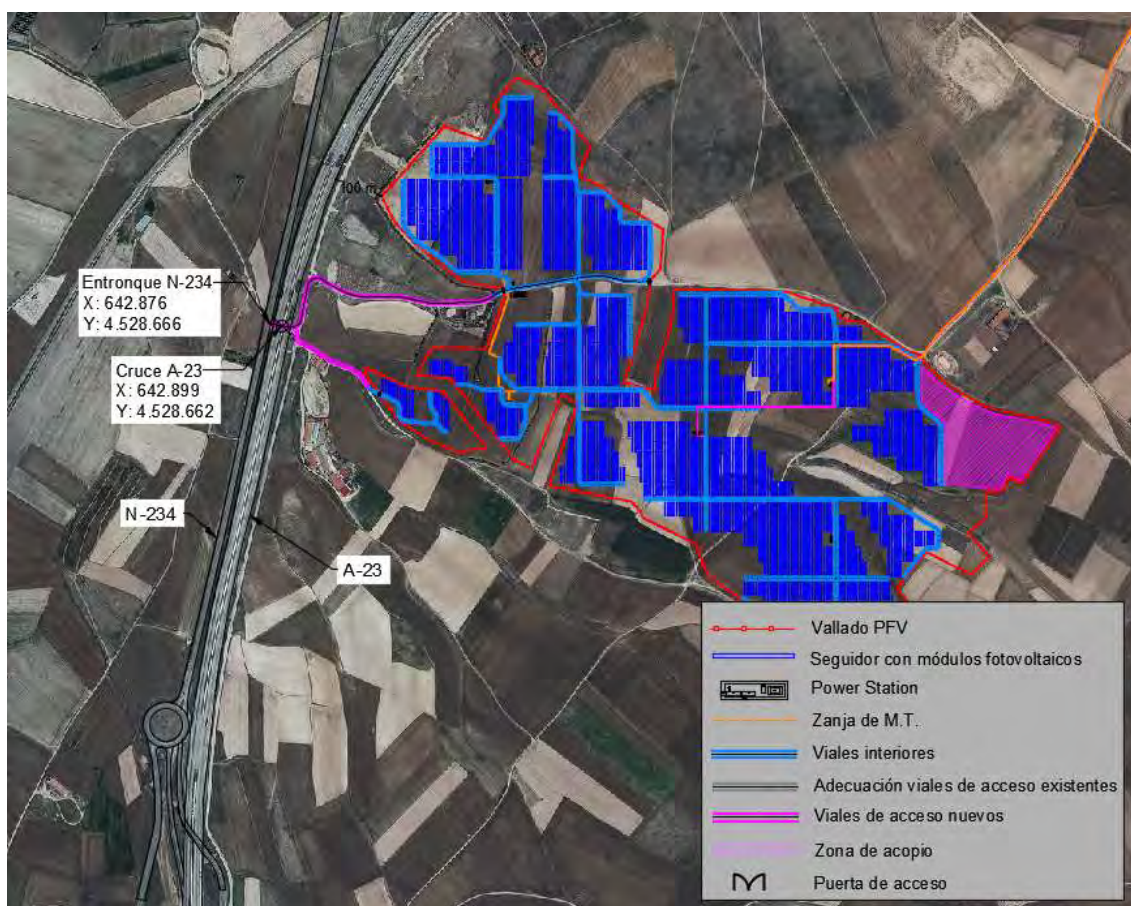 100 m
Entronque N-234
X: 642.876
Y: 4.528.666
Cruce A-23
X: 642.899
Y: 4.528.662
N-234
A-23
Vallado PFV
Seguidor con módulos fotovoltaicos
Power Station
Zanja de M.T.
Viales interiores
Adecuación viales de acceso existentes
Viales de acceso nuevos
Zona de acopio
Puerta de acceso